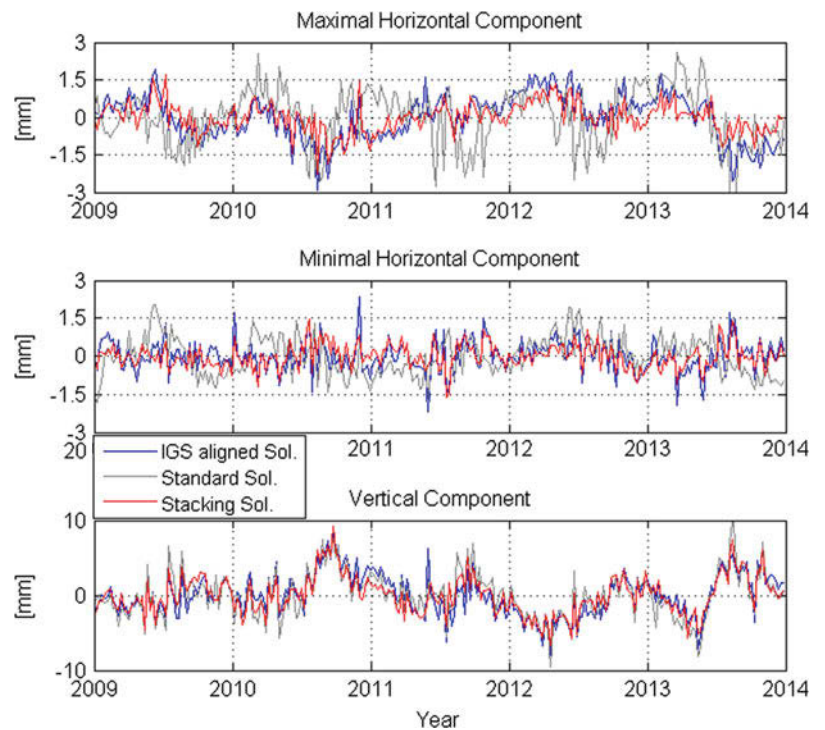 Maximal Horizontal Component
3
1.5
0
-1.5
-3
[mm]
2009 2010 2011 2012 2013 2014
Minimal Horizontal Component
3
1.5
0
-1.5
-3
[mm]
20 2011 2012 2013 2014
IGS aligned Sol.
Standard Sol.
Stacking Sol.
Vertical Component
10
0
-10
[mm]
2009 2010 2011 2012 2013 2014
Year